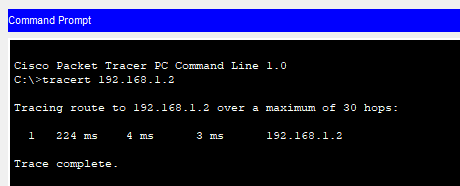 Command Prompt
Cisco Packet Tracer PC Command Line 1.0
C:\>tracert 192.168.1.2
Tracing route to 192.168.1.2 over a maximum of 30 hops:
1 224 ms 4 ms 3 ms 192.168.1.2
Trace complete.